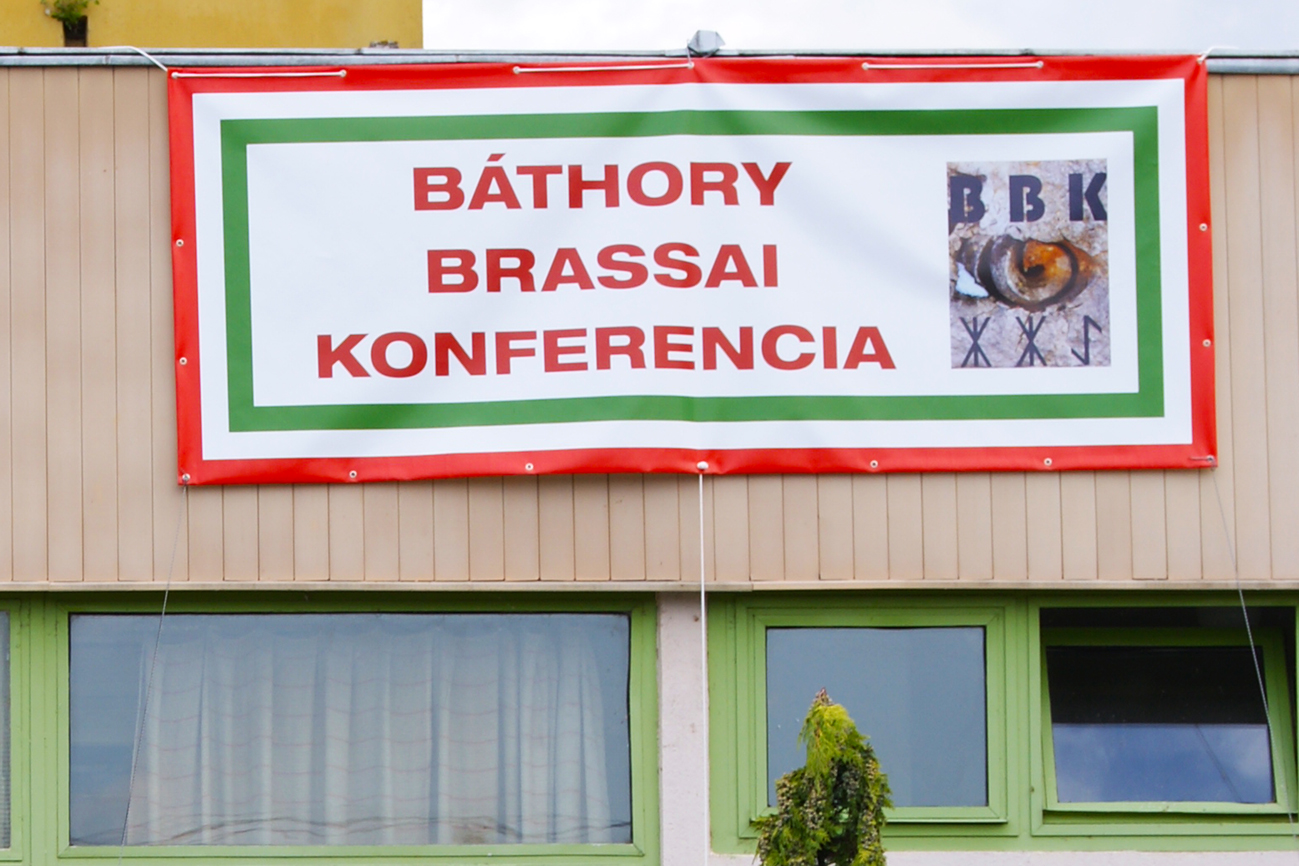 BÁTHORY
BRASSAI
KONFERENCIA
BBK